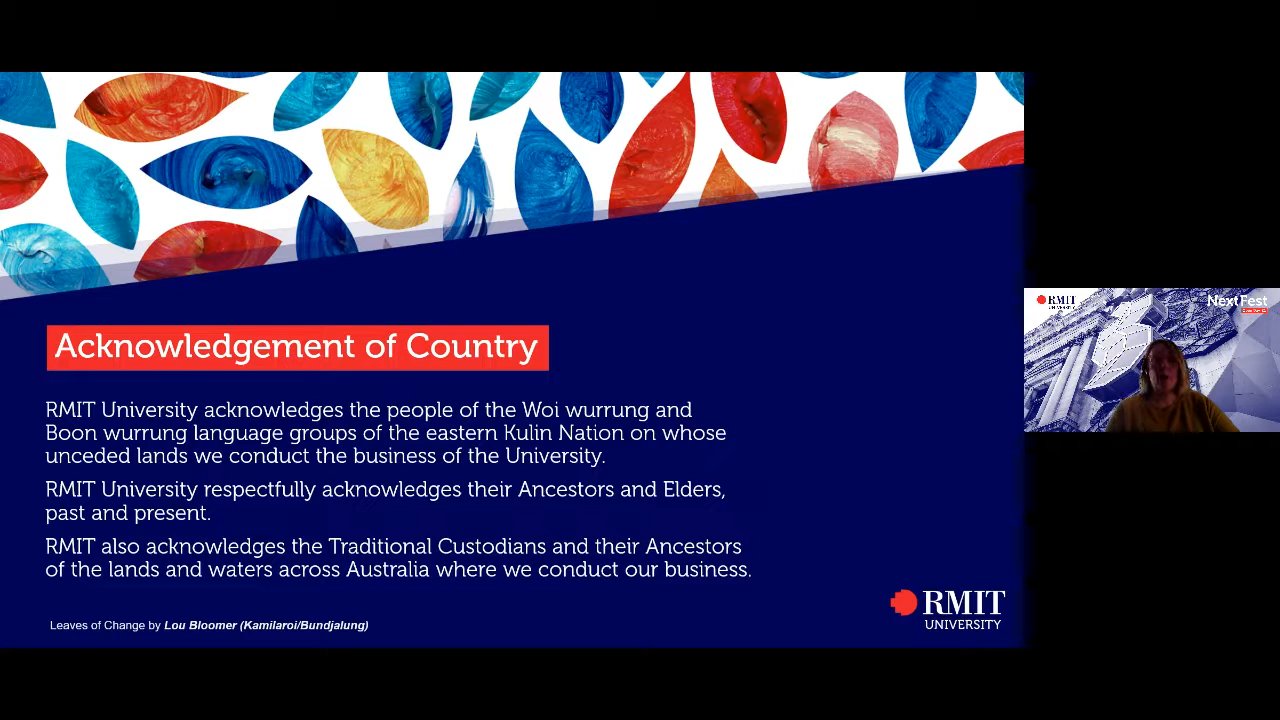 Acknowledgement of Country
RMIT University acknowledges the people of the Woi wurrung and
Boon wurrung language groups of the eastern Kulin Nation on whose
unceded lands we conduct the business of the University.
RMIT University respectfully acknowledges their Ancestors and Elders,
past and present.
RMIT also acknowledges the Traditional Custodians and their Ancestors
of the lands and waters across Australia where we conduct our business.
Leaves of Change by Lou Bloomer (Kamilaroi/Bundjalung)
RMIT
UNIVERSITY
RMIT
UNIVERSITY
NextFest